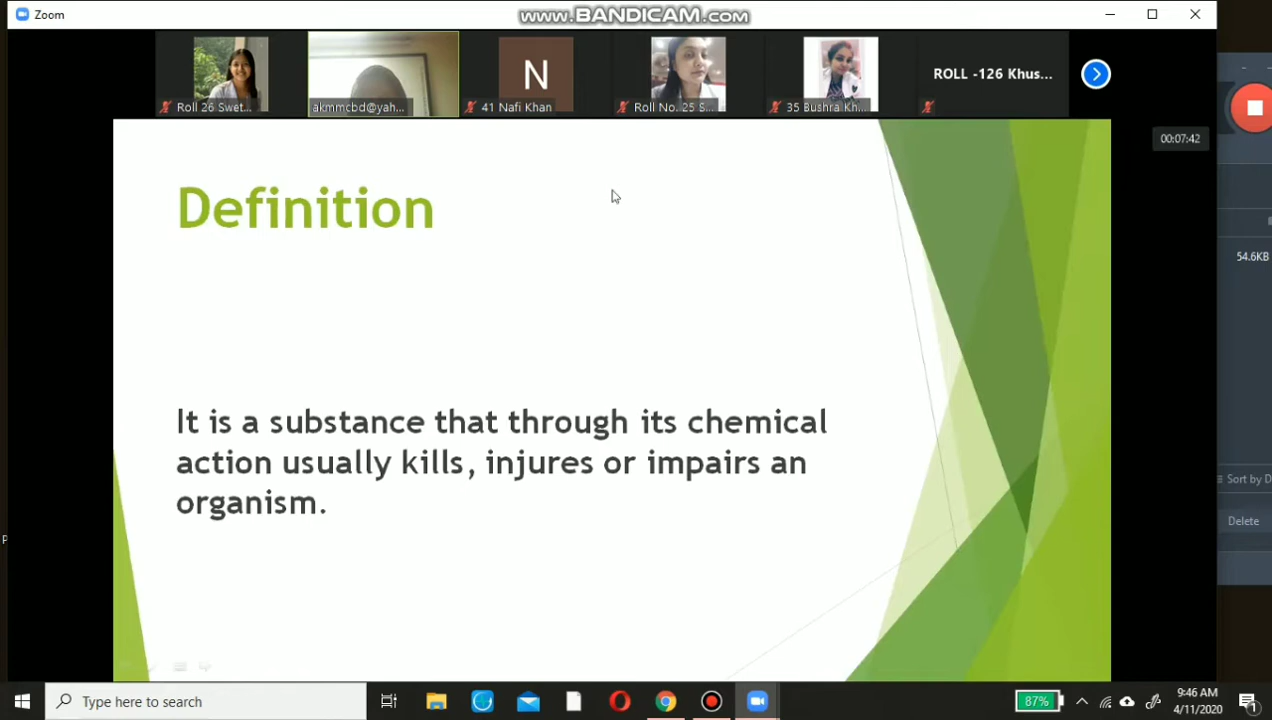 Zoom
www.BANDICAM.com
Roll 26 Swet...
akmmcbd@yah...
N
41 Nafi Khan
Roll No. 25 S...
35 Bushra Kh...
ROLL -126 Khus...
00:07:42
Definition
It is a substance that through its chemical
action usually kills, injures or impairs an
organism.
54.6KB
Sort by D
Delete
Type here to search
87%
9:46 AM
4/11/2020
1